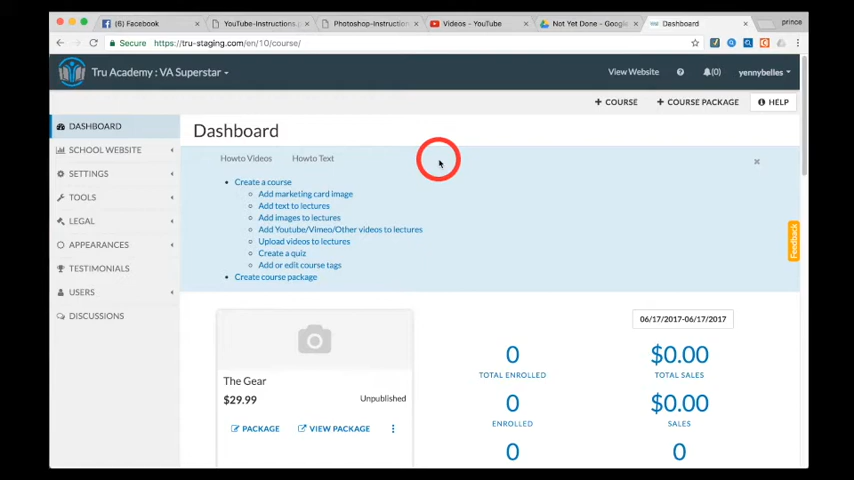 (6) Facebook
YouTube-Instructions.p
Photoshop-Instruction
Videos - YouTube
Not Yet Done - Google
Dashboard
prince
Secure https://tru-staging.com/en/10/course/
Tru Academy : VA Superstar
View Website
(0)
yennybelles
+ COURSE
+ COURSE PACKAGE
HELP
DASHBOARD
SCHOOL WEBSITE
SETTINGS
TOOLS
LEGAL
APPEARANCES
TESTIMONIALS
USERS
DISCUSSIONS
Dashboard
Howto Videos
Howto Text
Create a course
Add marketing card image
Add text to lectures
Add images to lectures
Add Youtube/Vimeo/Other videos to lectures
Upload videos to lectures
Create a quiz
Add or edit course tags
Create course package
Feedback
The Gear
$29.99
Unpublished
PACKAGE
VIEW PACKAGE
06/17/2017-06/17/2017
0
TOTAL ENROLLED
$0.00
TOTAL SALES
0
ENROLLED
$0.00
SALES
0
0